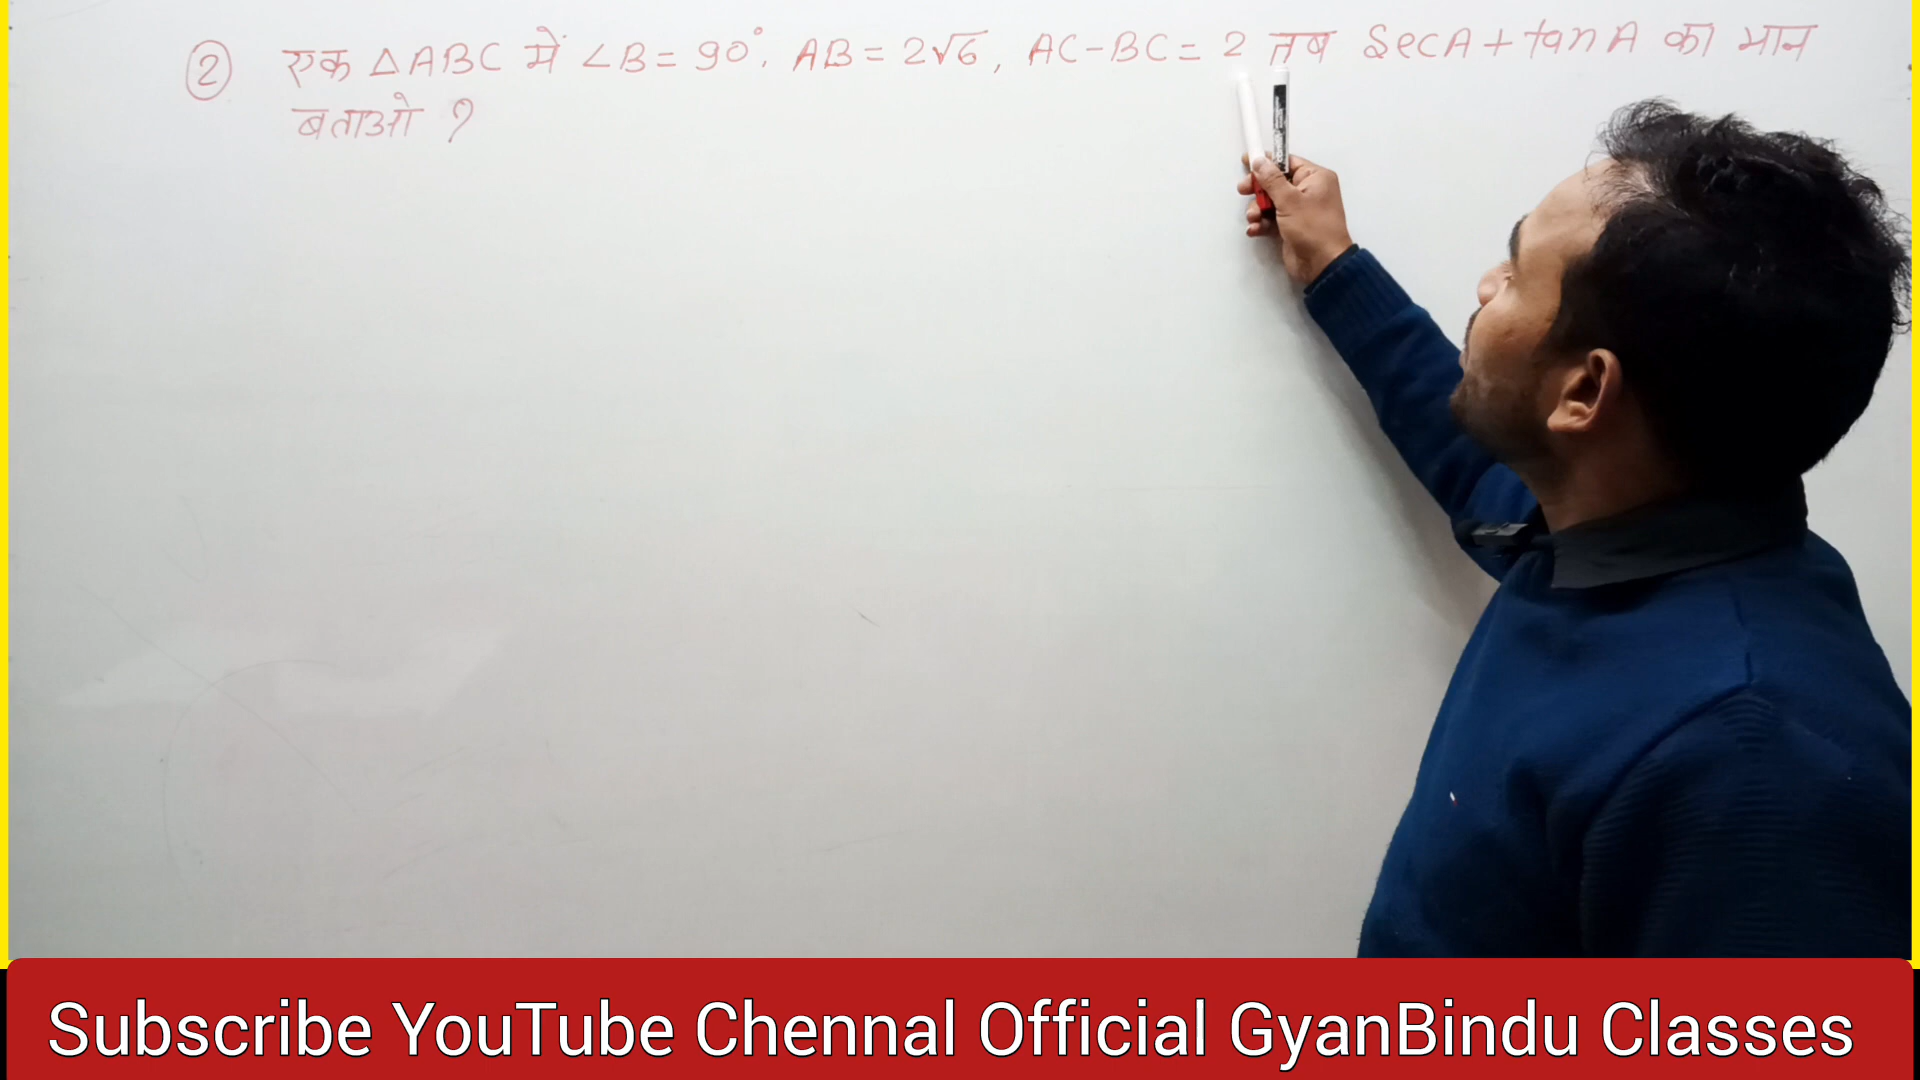 ② एक △ABC में ∠B = 90°. AB = 2√6, AC-BC = 2 तब SecA + tanA का मान
बताओ ?
Subscribe YouTube Chennal Official GyanBindu Classes